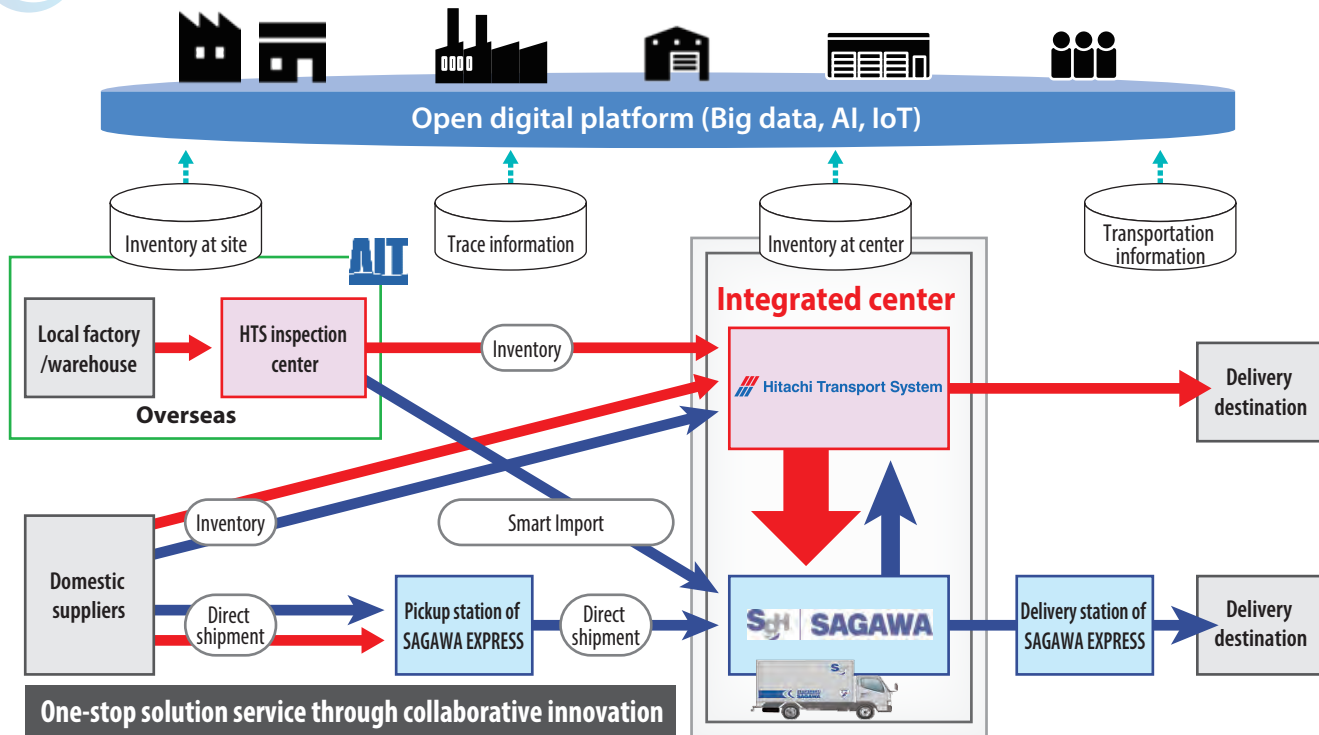 Open digital platform (Big data, AI, IoT)
Inventory at site
Trace information
Inventory at center
Transportation
information
AIT
Integrated center
Local factory
/warehouse
HTS inspection
center
Overseas
Inventory
Hitachi Transport System
Delivery
destination
Inventory
Smart Import
Domestic
suppliers
Direct
shipment
Pickup station of
SAGAWA EXPRESS
Direct
shipment
SGH SAGAWA
Delivery station of
SAGAWA EXPRESS
Delivery
destination
One-stop solution service through collaborative innovation